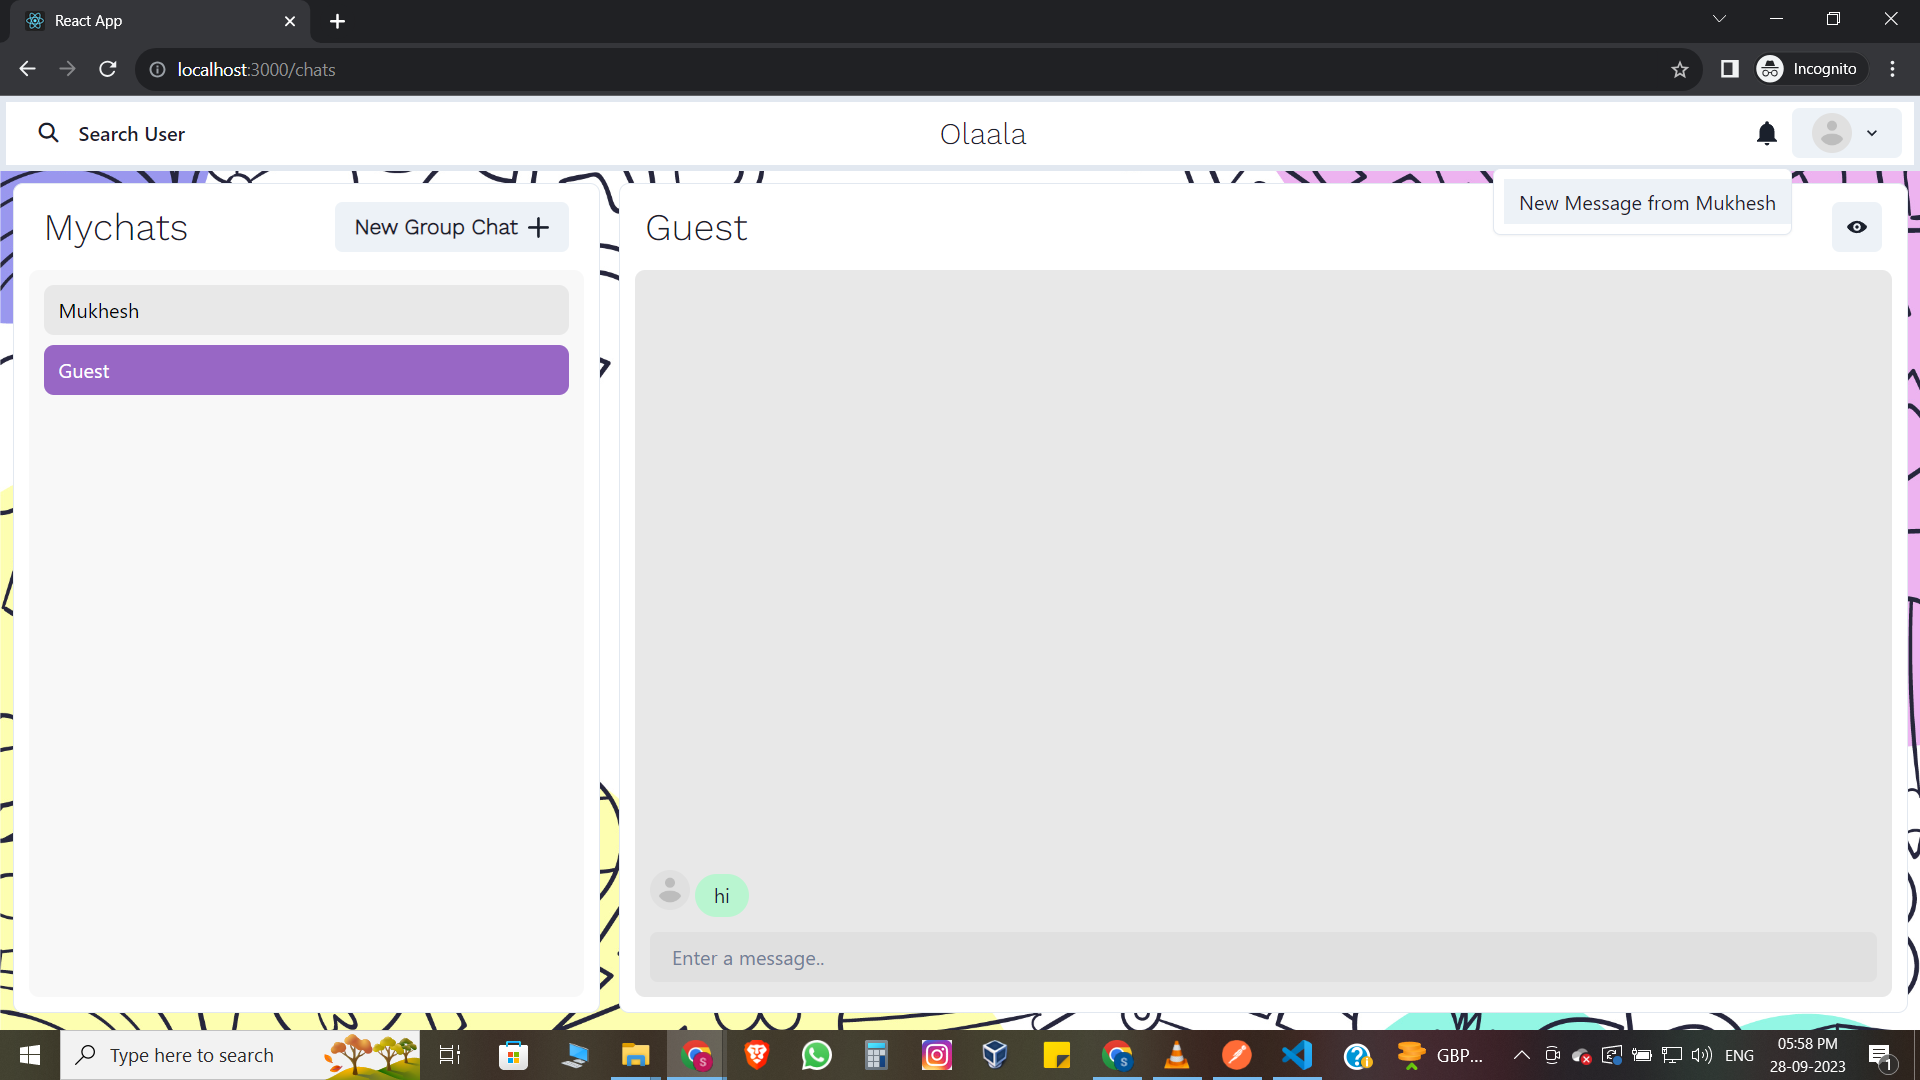 React App
localhost:3000/chats
Incognito
Search User
Olaala
New Message from Mukhesh
Mychats
New Group Chat
Guest
Mukhesh
Guest
hi
Enter a message..
Type here to search
GBP...
ENG
05:58 PM
28-09-2023
1